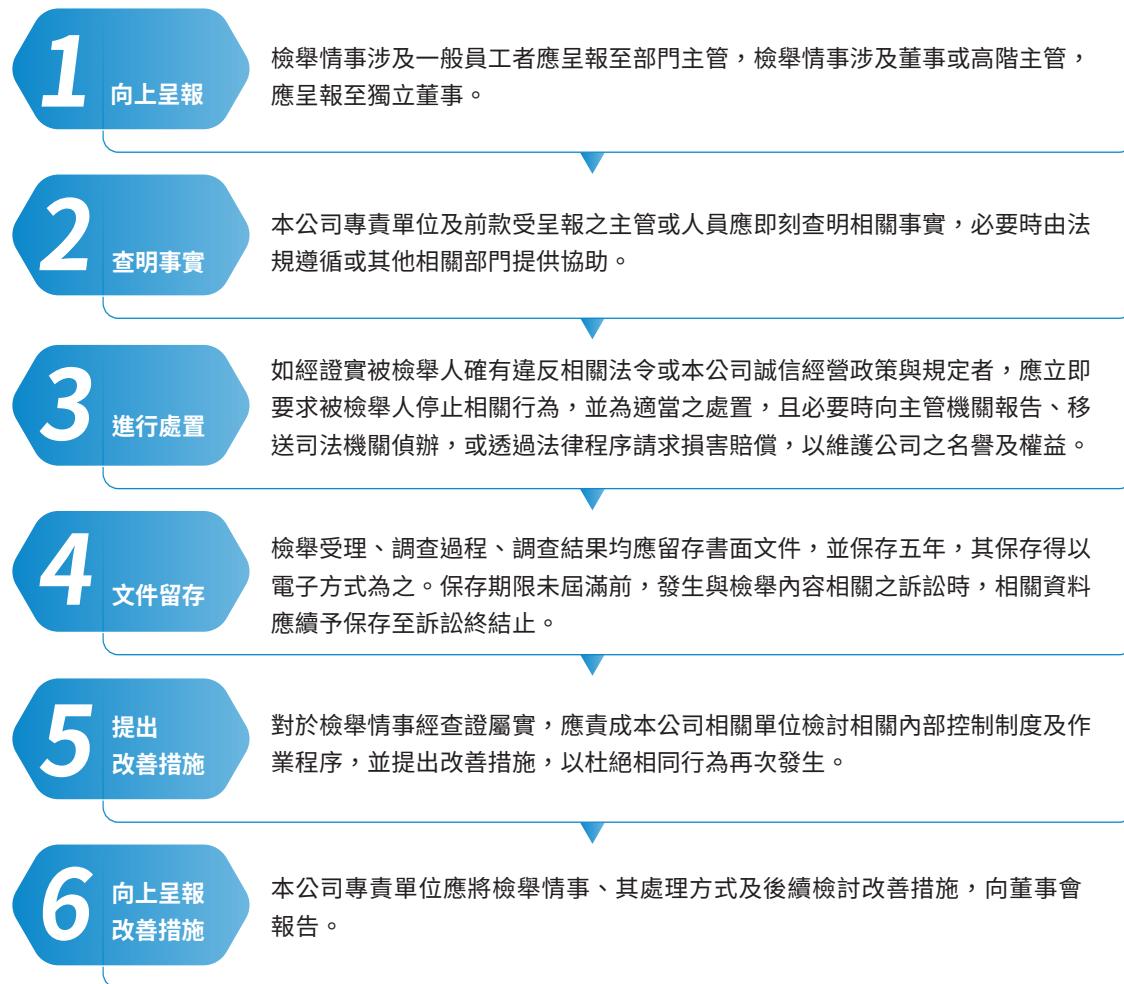 1
向上呈報
檢舉情事涉及一般員工者應呈報至部門主管，檢舉情事涉及董事或高階主管，
應呈報至獨立董事。
2
查明事實
本公司專責單位及前款受呈報之主管或人員應即刻查明相關事實，必要時由法
規遵循或其他相關部門提供協助。
3
進行處置
如經證實被檢舉人確有違反相關法令或本公司誠信經營政策與規定者，應立即
要求被檢舉人停止相關行為，並為適當之處置，且必要時向主管機關報告、移
送司法機關偵辦，或透過法律程序請求損害賠償，以維護公司之名譽及權益。
4
文件留存
檢舉受理、調查過程、調查結果均應留存書面文件，並保存五年，其保存得以
電子方式為之。保存期限未屆滿前，發生與檢舉內容相關之訴訟時，相關資料
應續予保存至訴訟終結止。
5
提出
改善措施
對於檢舉情事經查證屬實，應責成本公司相關單位檢討相關內部控制制度及作
業程序，並提出改善措施，以杜絕相同行為再次發生。
6
向上呈報
改善措施
本公司專責單位應將檢舉情事、其處理方式及後續檢討改善措施，向董事會
報告。